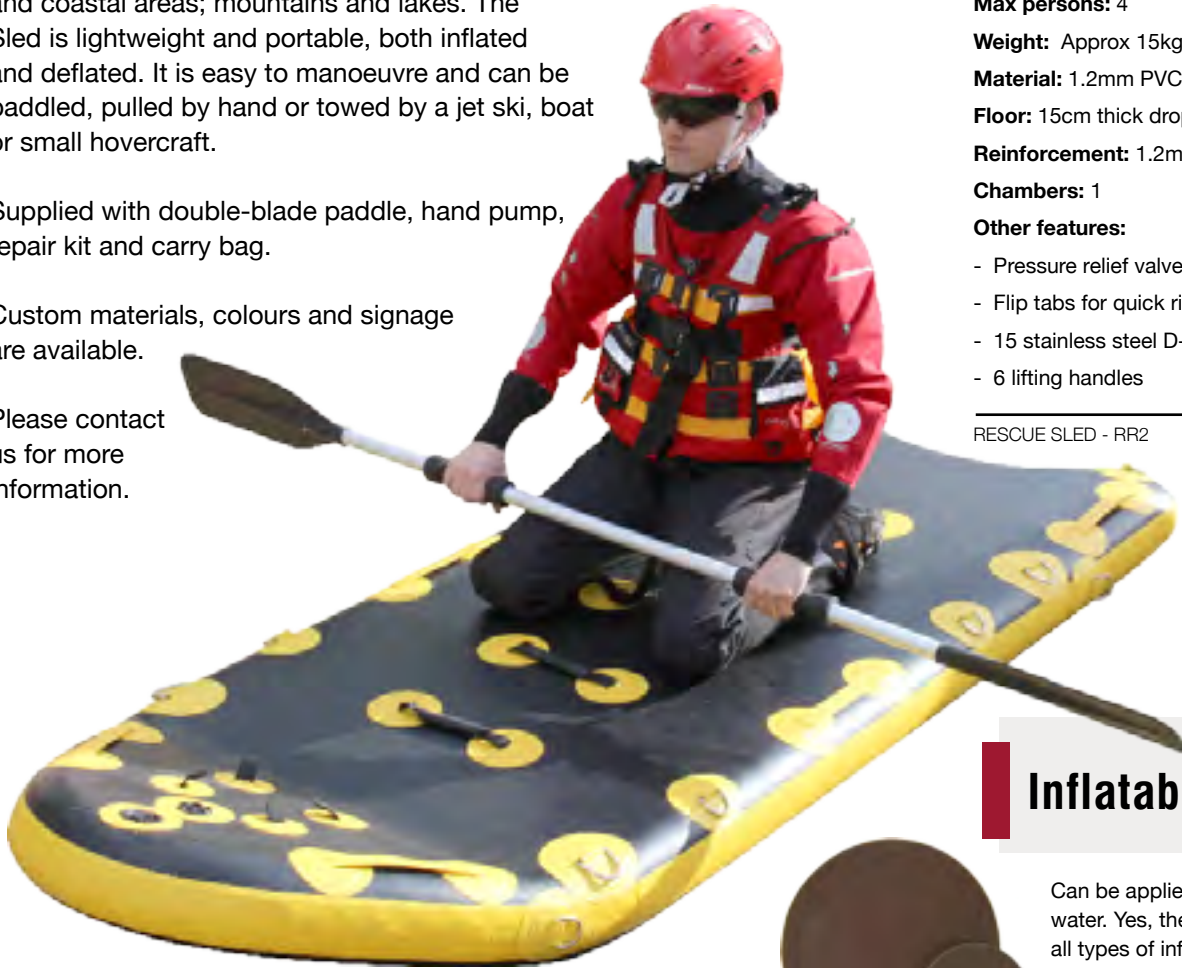 and coastal areas; mountains and lakes. The
Sled is lightweight and portable, both inflated
and deflated. It is easy to manoeuvre and can be
paddled, pulled by hand or towed by a jet ski, boat
or small hovercraft.
Supplied with double-blade paddle, hand pump,
repair kit and carry bag.
Custom materials, colours and signage
are available.
Please contact
us for more
information.
Max persons: 4
Weight: Approx 15kg
Material: 1.2mm PVC
Floor: 15cm thick drop
Reinforcement: 1.2m
Chambers: 1
Other features:
- Pressure relief valve
- Flip tabs for quick ri
- 15 stainless steel D-
- 6 lifting handles
RESCUE SLED - RR2
Inflatab
Can be applie
water. Yes, the
all types of inf